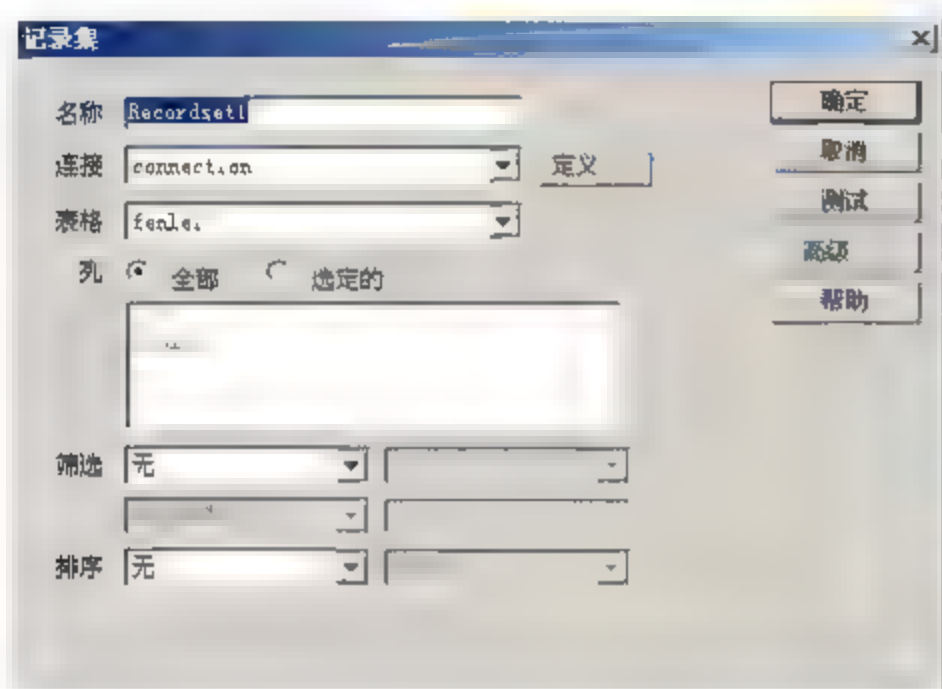 记录集
名称 Recordset1
确定
连接 connection 定义
取消
表格 fenlei
测试
列 全部 选定的
高级
帮助
筛选 无
排序 无